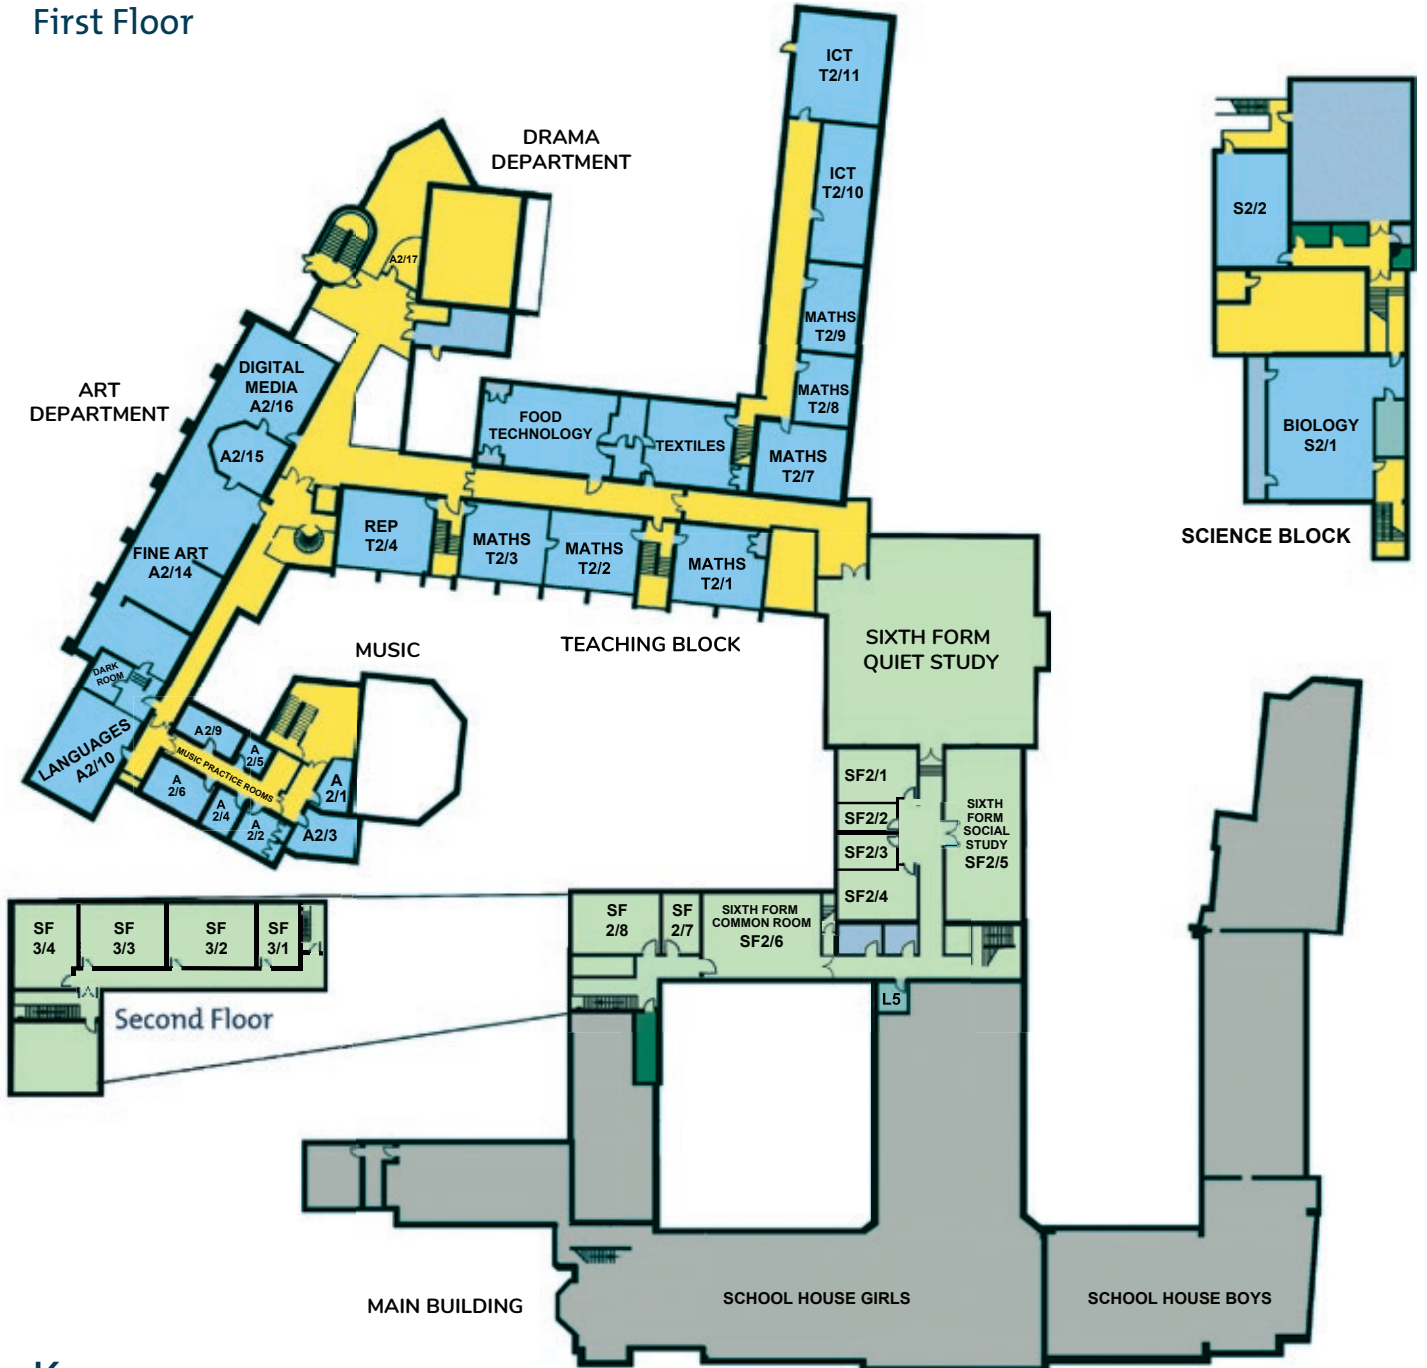 First Floor
ICT
T2/11
DRAMA
DEPARTMENT
ICT
T2/10
S2/2
A2/17
MATHS
T2/9
DIGITAL
MEDIA
A2/16
ART
DEPARTMENT
MATHS
T2/8
FOOD
TECHNOLOGY
TEXTILES
BIOLOGY
S2/1
A2/15
MATHS
T2/7
REP
T2/4
MATHS
T2/3
MATHS
T2/2
MATHS
T2/1
SCIENCE BLOCK
FINE ART
A2/14
SIXTH FORM
QUIET STUDY
TEACHING BLOCK
MUSIC
DARK
ROOM
LANGUAGES
A2/10
A2/9
A
2/5
MUSIC PRACTICE ROOMS
A
2/6
A
2/4
A
2/2
A
2/1
A2/3
SF2/1
SF2/2
SF2/3
SF2/4
SIXTH
FORM
SOCIAL
STUDY
SF2/5
SF
3/4
SF
3/3
SF
3/2
SF
3/1
SF
2/8
SF
2/7
SIXTH FORM
COMMON ROOM
SF2/6
L5
Second Floor
MAIN BUILDING
SCHOOL HOUSE GIRLS
SCHOOL HOUSE BOYS